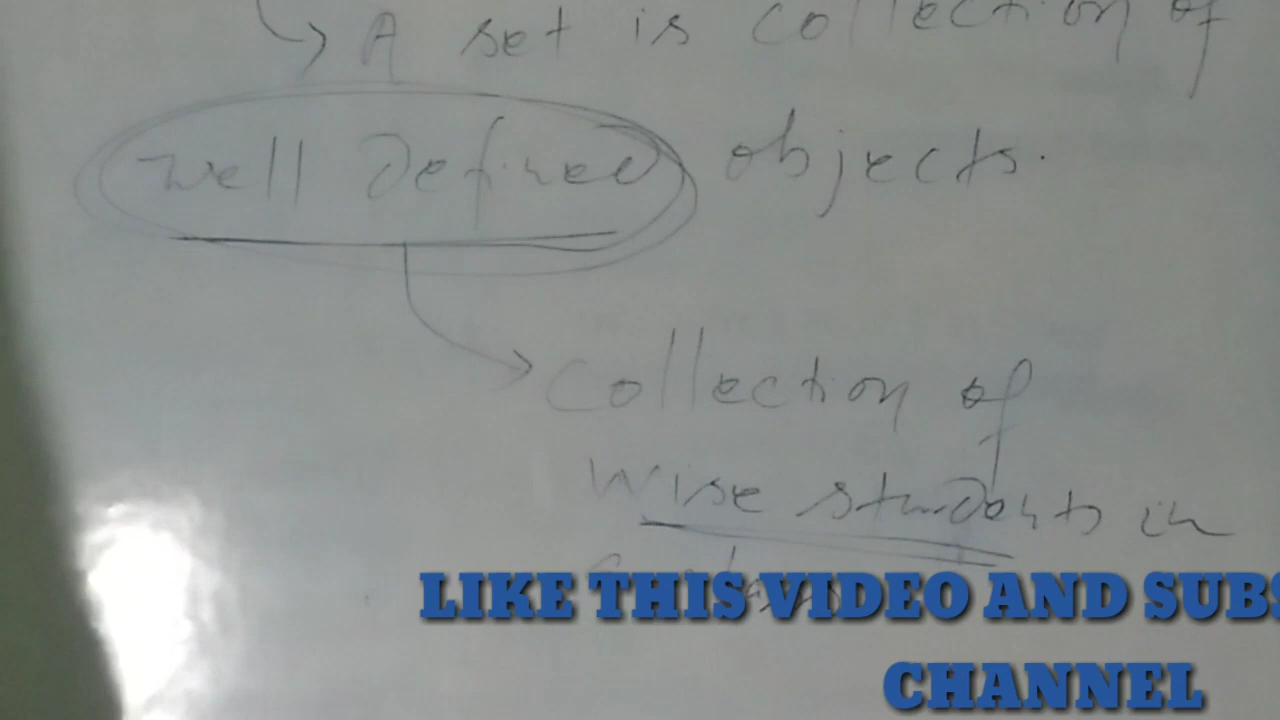 A set is collection of
well Defined objects.
Collection of
wise students in
LIKE THIS VIDEO AND SUBS
CHANNEL